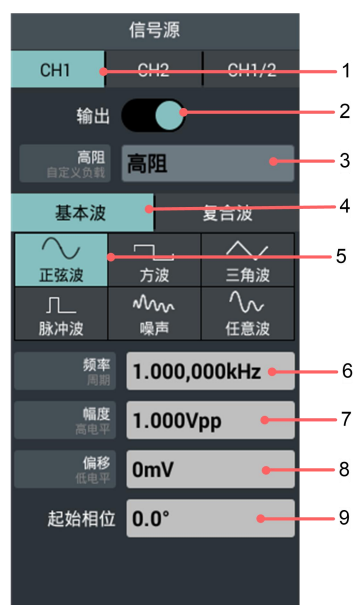 信号源
CH1 CH2 CH1/2 1
输出 2
高阻 高阻 3
自定义负载
基本波 复合波 4
正弦波 方波 三角波 5
脉冲波 噪声 任意波
频率 1.000,000kHz 6
周期
幅度 1.000Vpp 7
高电平
偏移 0mV 8
低电平
起始相位 0.0° 9